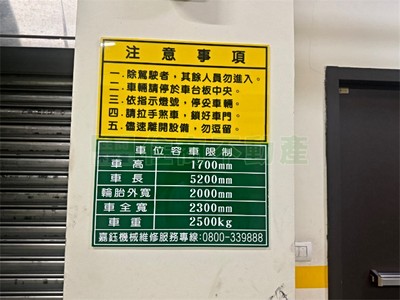 注意事項
一.除駕駛者，其餘人員勿進入。
二.車輛請停於車台板中央。
三.依指示燈號，停妥車輛。
四.請拉手煞車，鎖好車門。
五.儘速離開設備，勿逗留。
車位容車限制
車高 1700mm
車長 5200mm
輪胎外寬 2000mm
車全寬 2300mm
車重 2500kg
嘉鈺機械維修服務專線:0800-339888